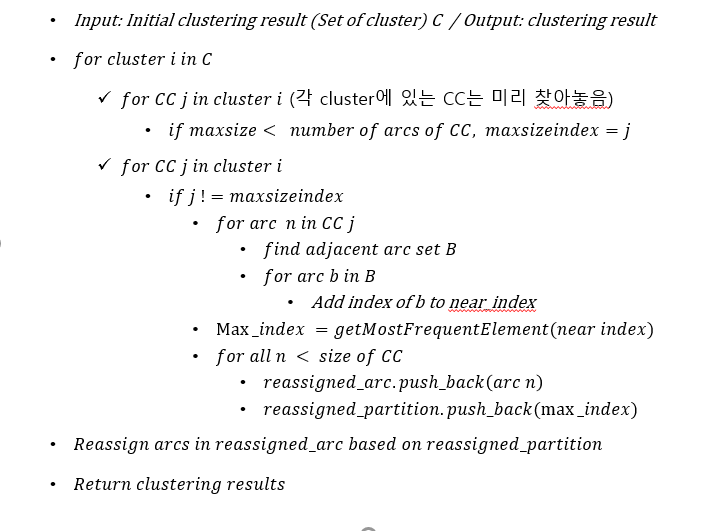 • Input: Initial clustering result (Set of cluster) C / Output: clustering result
• for cluster i in C
✓ for CC j in cluster i (각 cluster에 있는 CC는 미리 찾아놓음)
• if maxsize < number of arcs of CC, maxsizeindex = j
✓ for CC j in cluster i
• if j != maxsizeindex
• for arc n in CC j
• find adjacent arc set B
• for arc b in B
• Add index of b to near_index
• Max_index = getMostFrequentElement(near index)
• for all n < size of CC
• reassigned_arc.push_back(arc n)
• reassigned_partition.push_back(max_index)
• Reassign arcs in reassigned_arc based on reassigned_partition
• Return clustering results